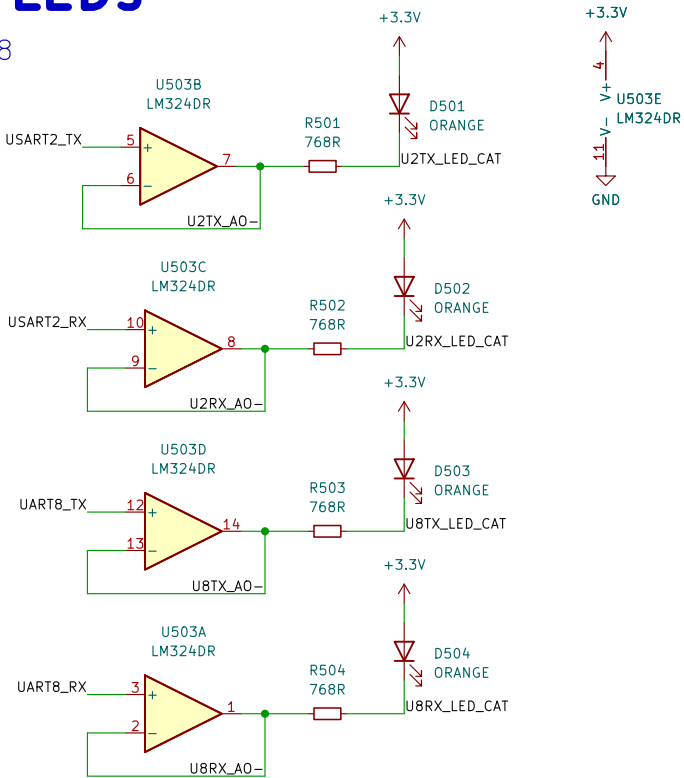 LEDs
8
+3.3V
U503B
LM324DR
USART2_TX
5
+
6
-
7
U2TX_AO-
R501
768R
D501
ORANGE
U2TX_LED_CAT
+3.3V
4
V+
U503E
LM324DR
V-
11
GND
+3.3V
U503C
LM324DR
USART2_RX
10
+
9
-
8
U2RX_AO-
R502
768R
D502
ORANGE
U2RX_LED_CAT
+3.3V
U503D
LM324DR
UART8_TX
12
+
13
-
14
U8TX_AO-
R503
768R
D503
ORANGE
U8TX_LED_CAT
+3.3V
U503A
LM324DR
UART8_RX
3
+
2
-
1
U8RX_AO-
R504
768R
D504
ORANGE
U8RX_LED_CAT